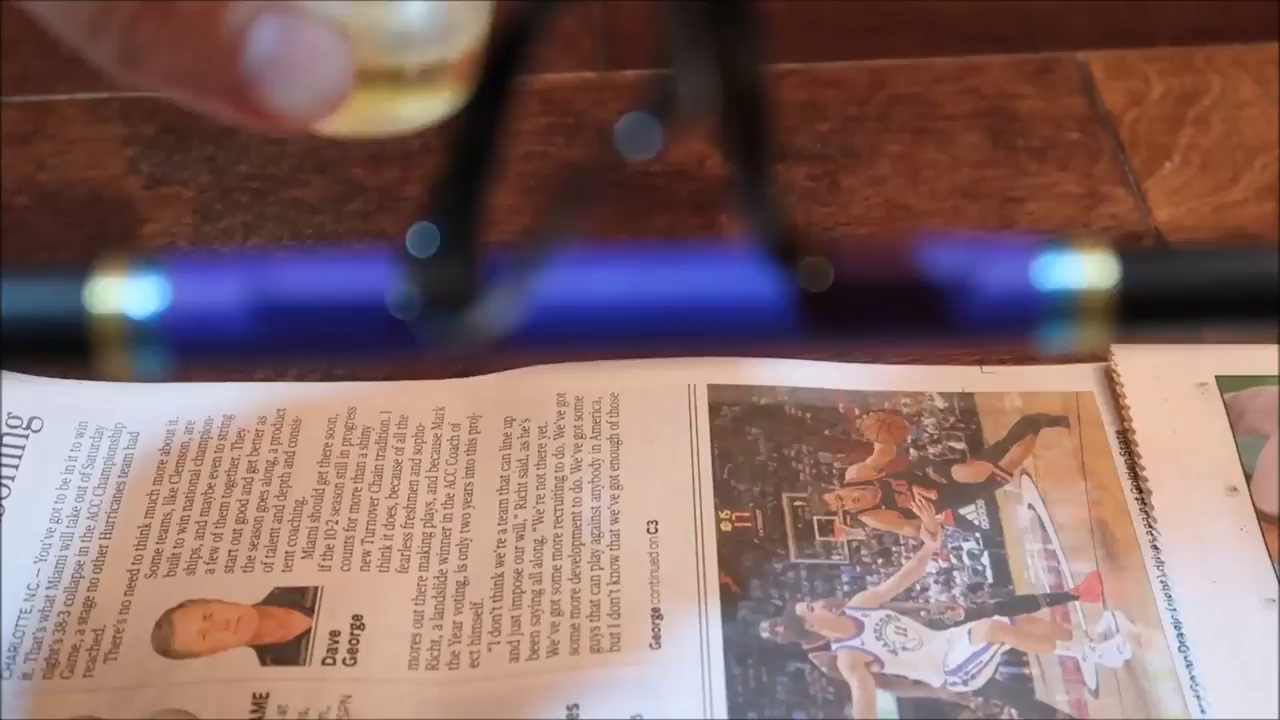 CHARLOTTE, N.C. — You've got to be in it to win
it. That's what Miami will take out of Saturday
night's 38-3 collapse in the ACC Championship
Game, a stage no other Hurricanes team had
reached.
There's no need to think much more about it.
Some teams, like Clemson, are
built to win national champion-
ships, and maybe even to string
a few of them together. They
start out good and get better as
the season goes along, a product
of talent and depth and consis-
tent coaching.
Miami should get there soon,
if the 10-2 season still in progress
counts for more than a shiny
new Turnover Chain tradition. I
think it does, because of all the
fearless freshmen and sopho-
mores out there making plays, and because Mark
Richt, a landslide winner in the ACC Coach of
the Year voting, is only two years into this proj-
ect himself.
"I don't think we're a team that can line up
and just impose our will," Richt said, as he's
been saying all along. "We're not there yet.
We've got some more recruiting to do. We've got
some more development to do. We've got some
guys that can play against anybody in America,
but I don't know that we've got enough of those
Dave
George
George continued on C3
adidas
11